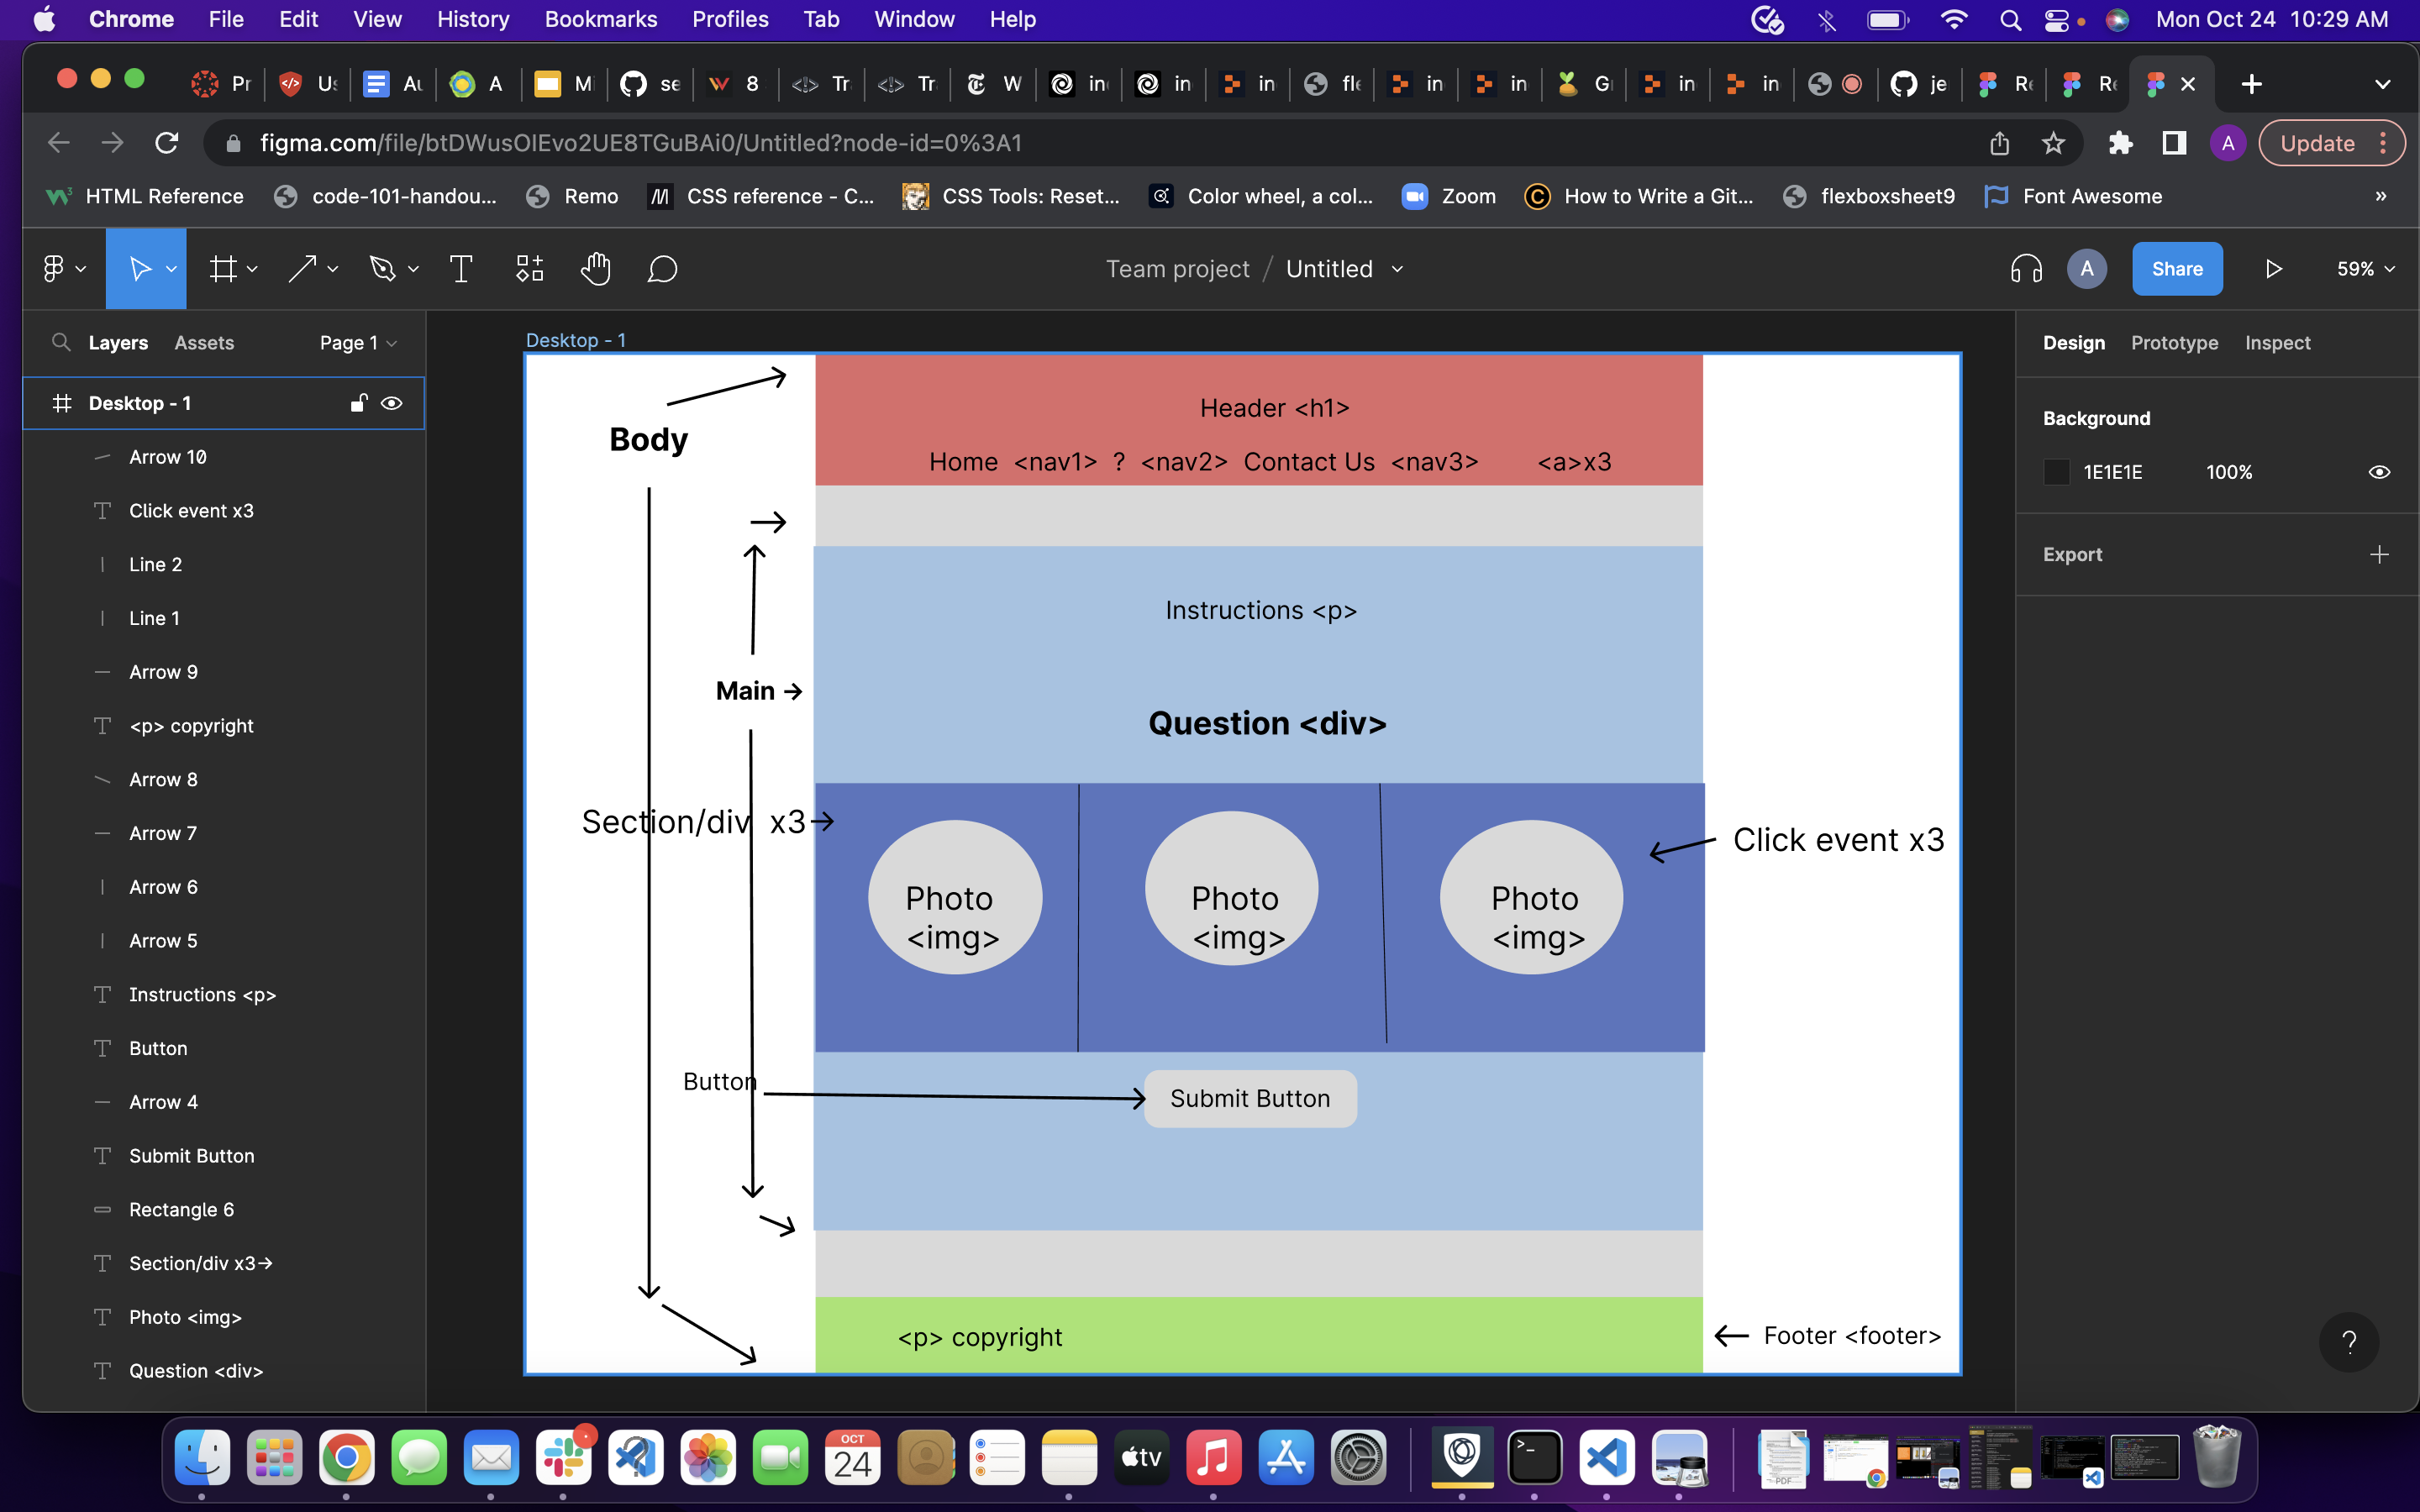 Chrome File Edit View History Bookmarks Profiles Tab Window Help Mon Oct 24 10:29 AM
Pr Us Au A Mi se 8 Tr Tr W in in in fle in in G in in je Re Re
figma.com/file/btDWusOIEvo2UE8TGuBAi0/Untitled?node-id=0%3A1 A Update
HTML Reference code-101-handou... Remo CSS reference - C... CSS Tools: Reset... Color wheel, a col... Zoom How to Write a Git... flexboxsheet9 Font Awesome »
Team project / Untitled A Share 59%
Layers Assets Page 1
Desktop - 1
Arrow 10
Click event x3
Line 2
Line 1
Arrow 9
<p> copyright
Arrow 8
Arrow 7
Arrow 6
Arrow 5
Instructions <p>
Button
Arrow 4
Submit Button
Rectangle 6
Section/div x3→
Photo <img>
Question <div>
Desktop - 1
Header <h1>
Home <nav1> ? <nav2> Contact Us <nav3> <a>x3
Body
Instructions <p>
Main →
Question <div>
Section/div x3→
Click event x3
Photo
<img>
Photo
<img>
Photo
<img>
Button
Submit Button
<p> copyright
Footer <footer>
Design Prototype Inspect
Background
1E1E1E 100%
Export
?
OCT
24
tv
PDF